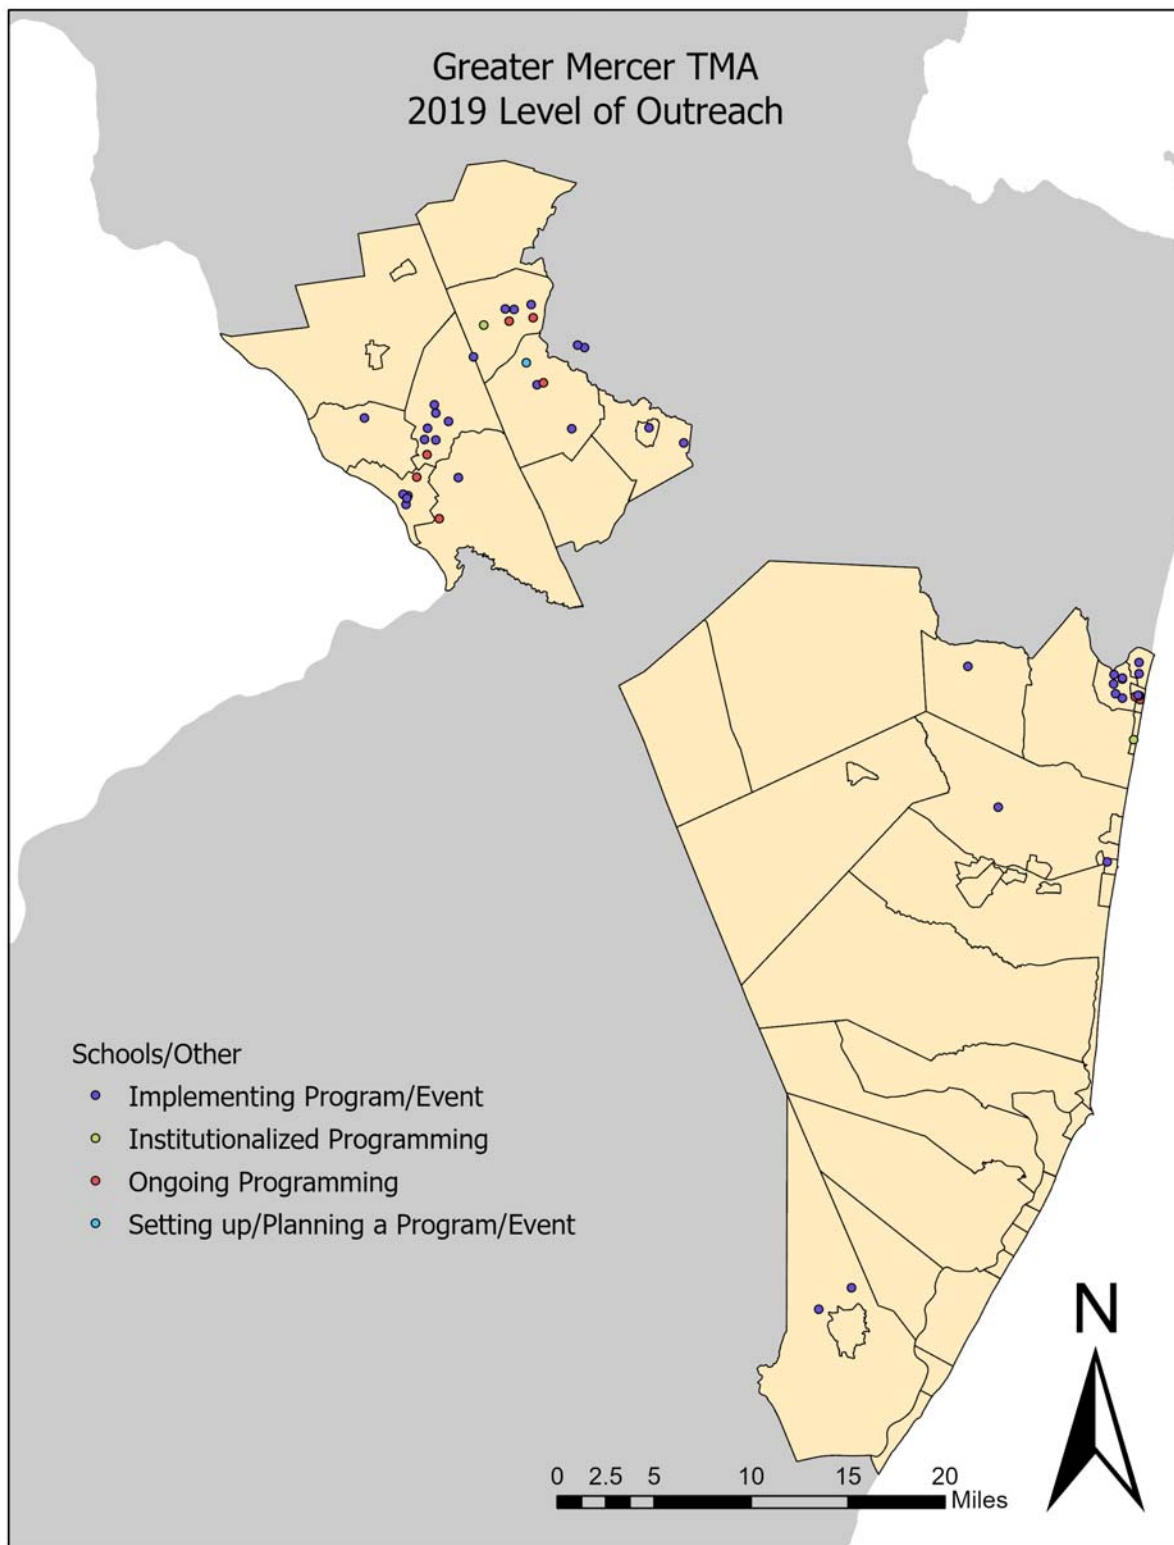 Greater Mercer TMA
2019 Level of Outreach
Schools/Other
Implementing Program/Event
Institutionalized Programming
Ongoing Programming
Setting up/Planning a Program/Event
N
0 2.5 5 10 15 20
Miles